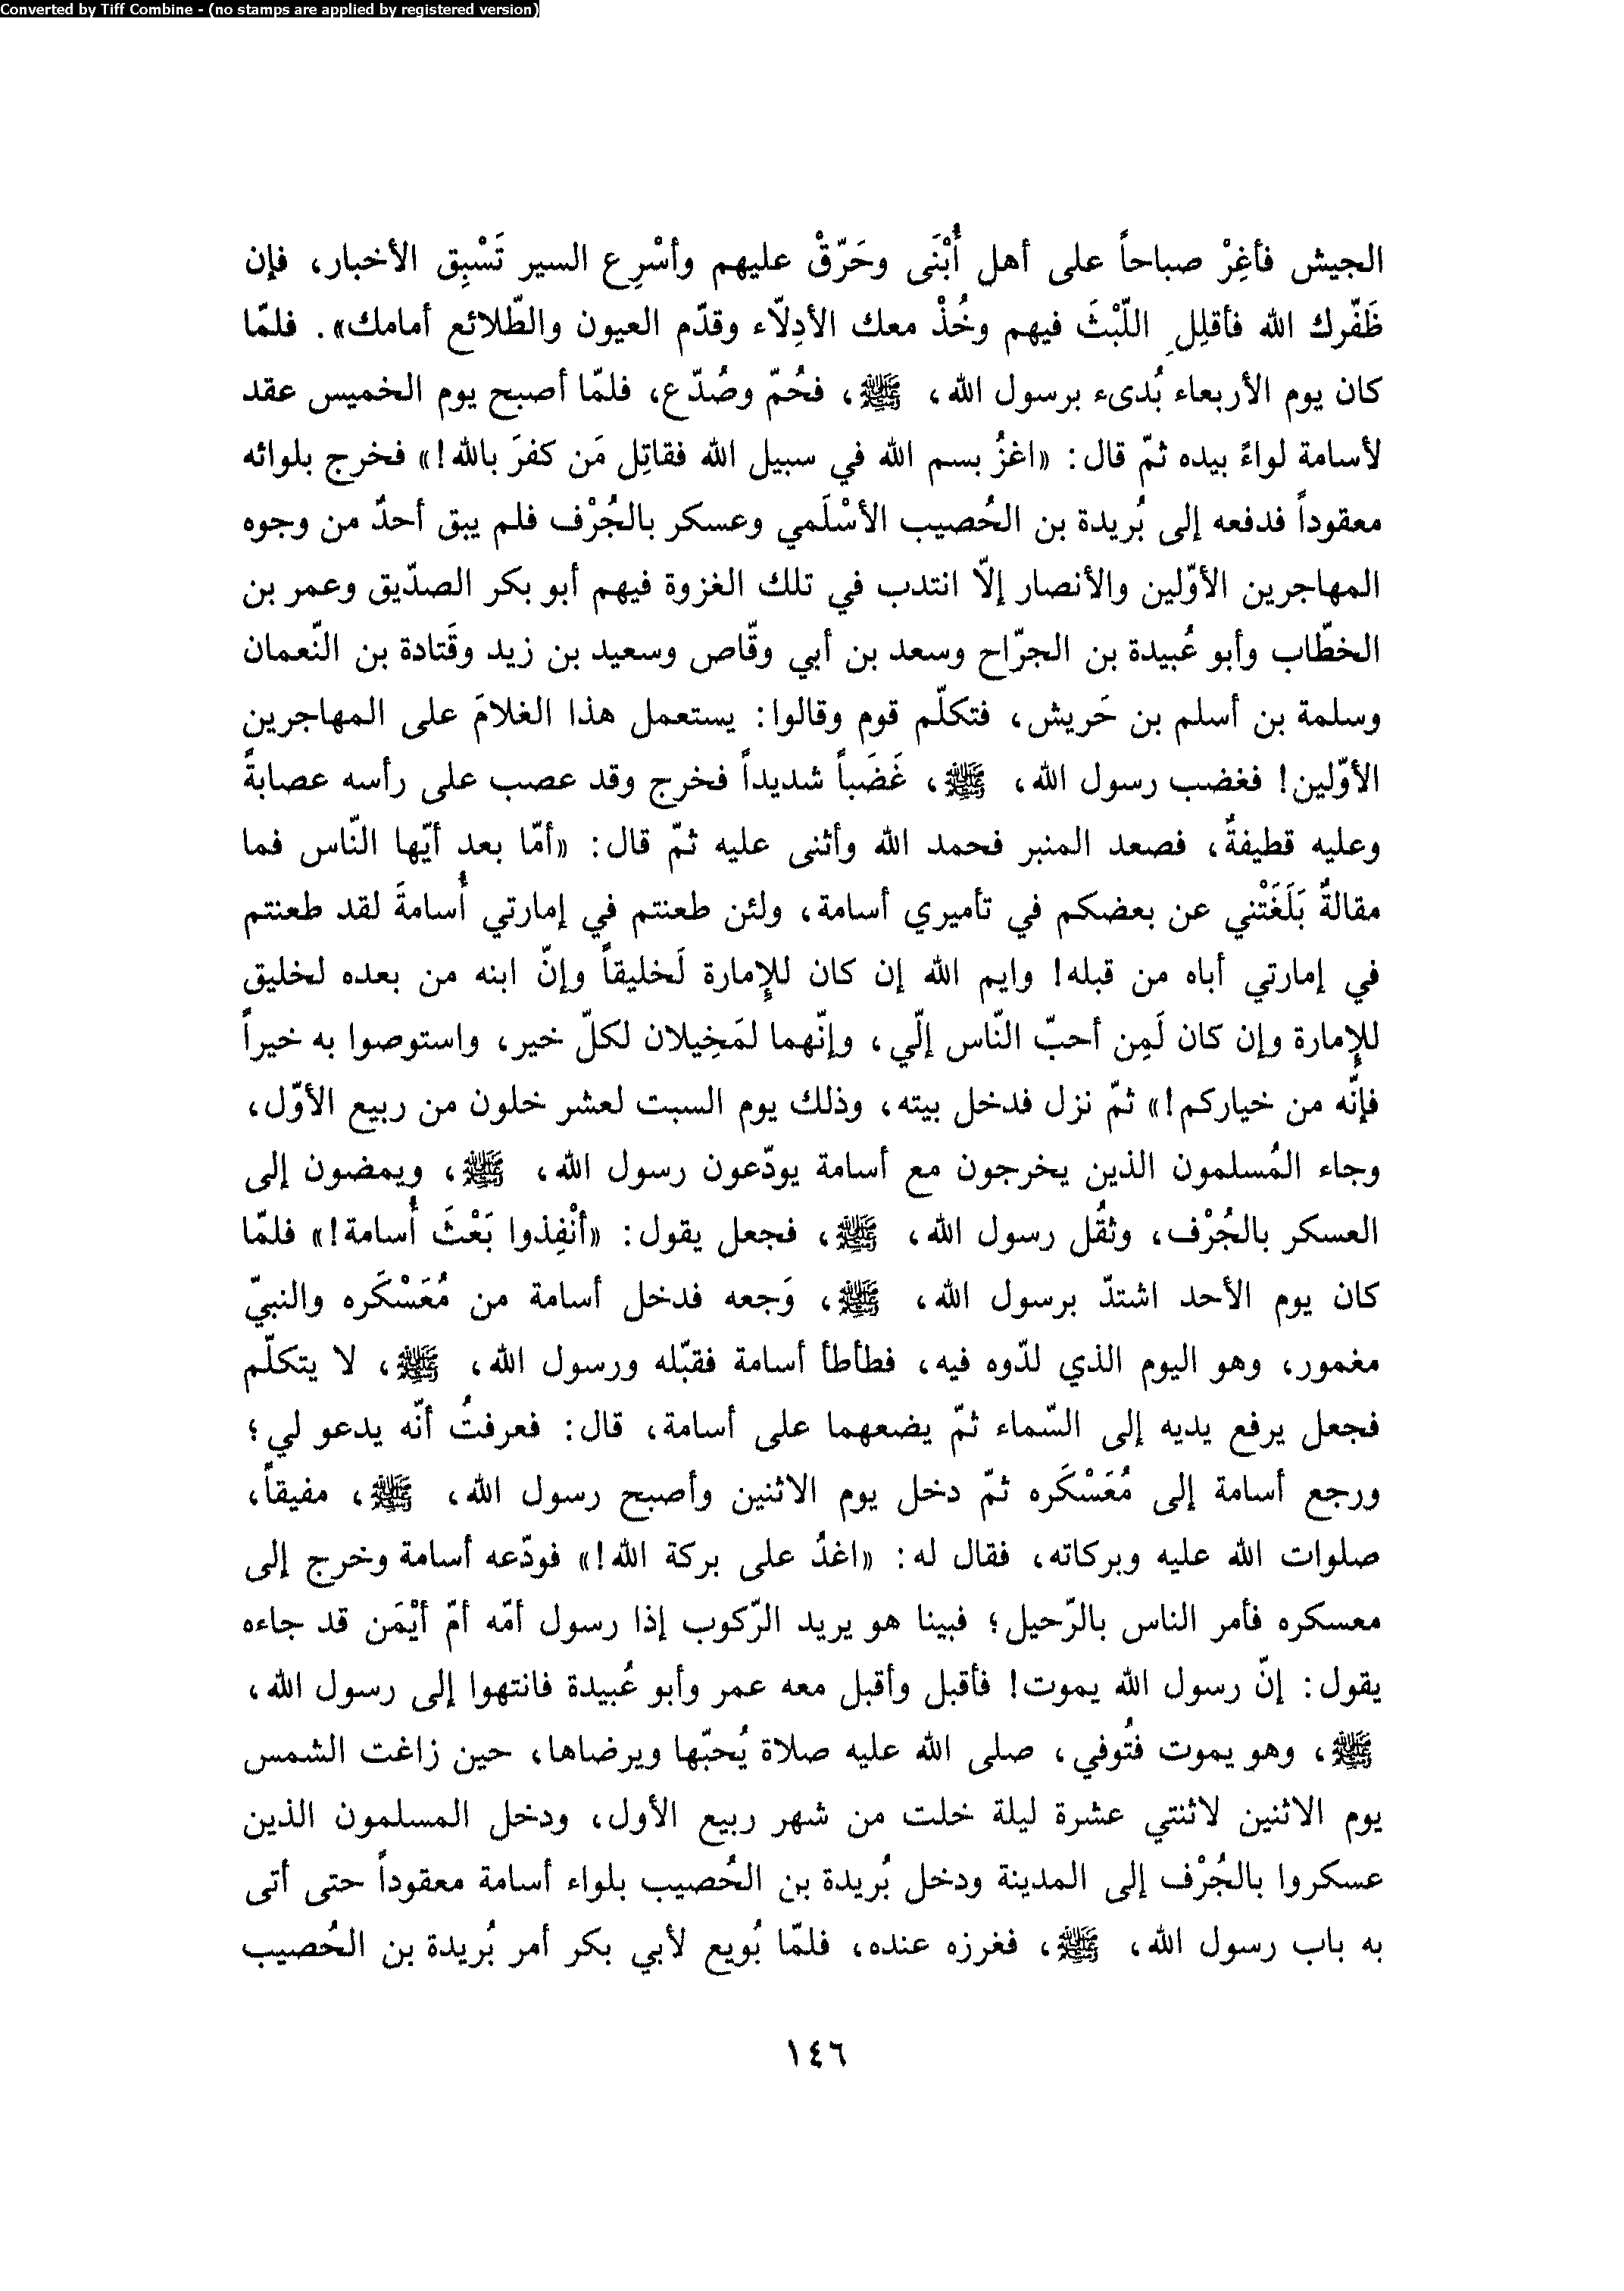 Converted by Tiff Combine - (no stamps are applied by registered version)
الجيش فأغِرْ صباحاً على أهل أُبْنَى وحَرّقْ عليهم وأسْرِع السير تَسْبِق الأخبار، فإن
ظَفّرك الله فأقلِلِ اللّبْثَ فيهم وخُذْ معك الأدِلّاء وقدّم العيون والطّلائع أمامك». فلمّا
كان يوم الأربعاء بُدىء برسول الله، ﷺ، فحُمّ وصُدّع، فلمّا أصبح يوم الخميس عقد
لأسامة لواءً بيده ثمّ قال: «اغزُ بسم الله في سبيل الله فقاتِل مَن كفرَ بالله!» فخرج بلوائه
معقوداً فدفعه إلى بُريدة بن الحُصيب الأسْلَمي وعسكر بالجُرْف فلم يبق أحدٌ من وجوه
المهاجرين الأوّلين والأنصار إلاّ انتدب في تلك الغزوة فيهم أبو بكر الصدّيق وعمر بن
الخطّاب وأبو عُبيدة بن الجرّاح وسعد بن أبي وقّاص وسعيد بن زيد وقَتادة بن النّعمان
وسلمة بن أسلم بن حَريش، فتكلّم قوم وقالوا: يستعمل هذا الغلامَ على المهاجرين
الأوّلين! فغضب رسول الله، ﷺ، غَضَباً شديداً فخرج وقد عصب على رأسه عصابةً
وعليه قطيفةٌ، فصعد المنبر فحمد الله وأثنى عليه ثمّ قال: «أمّا بعد أيّها النّاس فما
مقالةٌ بَلَغَتْني عن بعضكم في تأميري أسامة، ولئن طعنتم في إمارتي أُسامةَ لقد طعنتم
في إمارتي أباه من قبله! وايم الله إن كان للإمارة لَخليقاً وإنّ ابنه من بعده لخليق
للإمارة وإن كان لَمِن أحبّ النّاس إلّي، وإنّهما لمَخِيلان لكلّ خير، واستوصوا به خيراً
فإنّه من خياركم!» ثمّ نزل فدخل بيته، وذلك يوم السبت لعشر خلون من ربيع الأوّل،
وجاء المُسلمون الذين يخرجون مع أسامة يودّعون رسول الله، ﷺ، ويمضون إلى
العسكر بالجُرْف، وثقُل رسول الله، ﷺ، فجعل يقول: «أنْفِذوا بَعْثَ أُسامة!» فلمّا
كان يوم الأحد اشتدّ برسول الله، ﷺ، وَجعه فدخل أسامة من مُعَسْكَره والنبيّ
مغمور، وهو اليوم الذي لدّوه فيه، فطأطأ أسامة فقبّله ورسول الله، ﷺ، لا يتكلّم
فجعل يرفع يديه إلى السّماء ثمّ يضعهما على أسامة، قال: فعرفتُ أنّه يدعو لي؛
ورجع أسامة إلى مُعَسْكَره ثمّ دخل يوم الاثنين وأصبح رسول الله، ﷺ، مفيقاً،
صلوات الله عليه وبركاته، فقال له: «اغدُ على بركة الله!» فودّعه أسامة وخرج إلى
معسكره فأمر الناس بالرّحيل؛ فبينا هو يريد الرّكوب إذا رسول أمّه أمّ أيْمَن قد جاءه
يقول: إنّ رسول الله يموت! فأقبل وأقبل معه عمر وأبو عُبيدة فانتهوا إلى رسول الله،
ﷺ، وهو يموت فتُوفي، صلى الله عليه صلاة يُحبّها ويرضاها، حين زاغت الشمس
يوم الاثنين لاثنتي عشرة ليلة خلت من شهر ربيع الأول، ودخل المسلمون الذين
عسكروا بالجُرْف إلى المدينة ودخل بُريدة بن الحُصيب بلواء أسامة معقوداً حتى أتى
به باب رسول الله، ﷺ، فغرزه عنده، فلمّا بُويع لأبي بكر أمر بُريدة بن الحُصيب
١٤٦